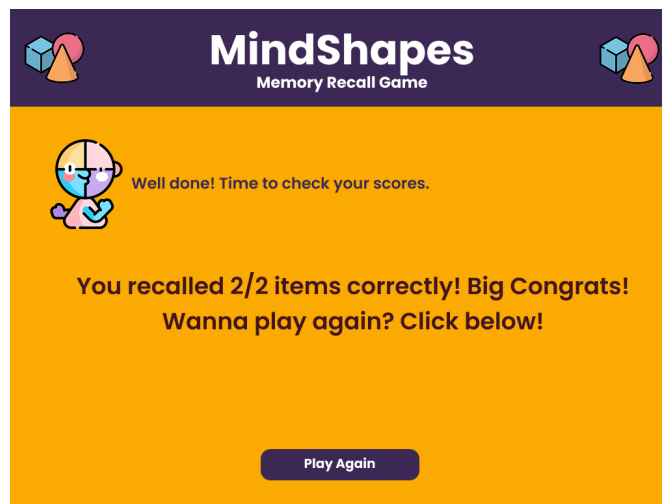 MindShapes
Memory Recall Game
Well done! Time to check your scores.
You recalled 2/2 items correctly! Big Congrats!
Wanna play again? Click below!
Play Again